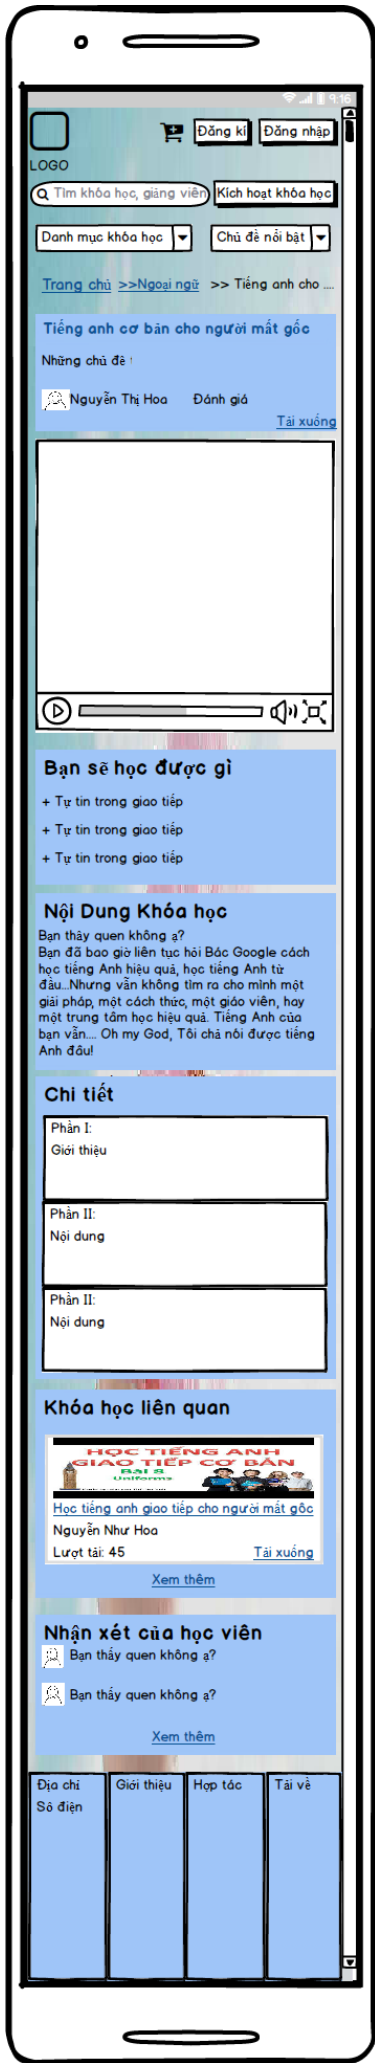 9:16
Đăng kí Đăng nhập
LOGO
Tìm khóa học, giảng viên Kích hoạt khóa học
Danh mục khóa học Chủ đề nổi bật
Trang chủ >>Ngoại ngữ >> Tiếng anh cho ....
Tiếng anh cơ bản cho người mất gốc
Những chủ đề
Nguyễn Thị Hoa Đánh giá
Tải xuống
Bạn sẽ học được gì
+ Tự tin trong giao tiếp
+ Tự tin trong giao tiếp
+ Tự tin trong giao tiếp
Nội Dung Khóa học
Bạn thấy quen không ạ?
Bạn đã bao giờ liên tục hỏi Bác Google cách
học tiếng Anh hiệu quả, học tiếng Anh từ
đầu...Nhưng vẫn không tìm ra cho mình một
giải pháp, một cách thức, một giáo viên, hay
một trung tâm học hiệu quả. Tiếng Anh của
bạn vẫn.... Oh my God, Tôi chả nói được tiếng
Anh đâu!
Chi tiết
Phần I:
Giới thiệu
Phần II:
Nội dung
Phần II:
Nội dung
Khóa học liên quan
HỌC TIẾNG ANH
GIAO TIẾP CƠ BẢN
BÀI 8
Uniforms
Học tiếng anh giao tiếp cho người mất gốc
Nguyễn Như Hoa
Lượt tải: 45 Tải xuống
Xem thêm
Nhận xét của học viên
Bạn thấy quen không ạ?
Bạn thấy quen không ạ?
Xem thêm
Địa chỉ Giới thiệu Hợp tác Tải về
Số điện